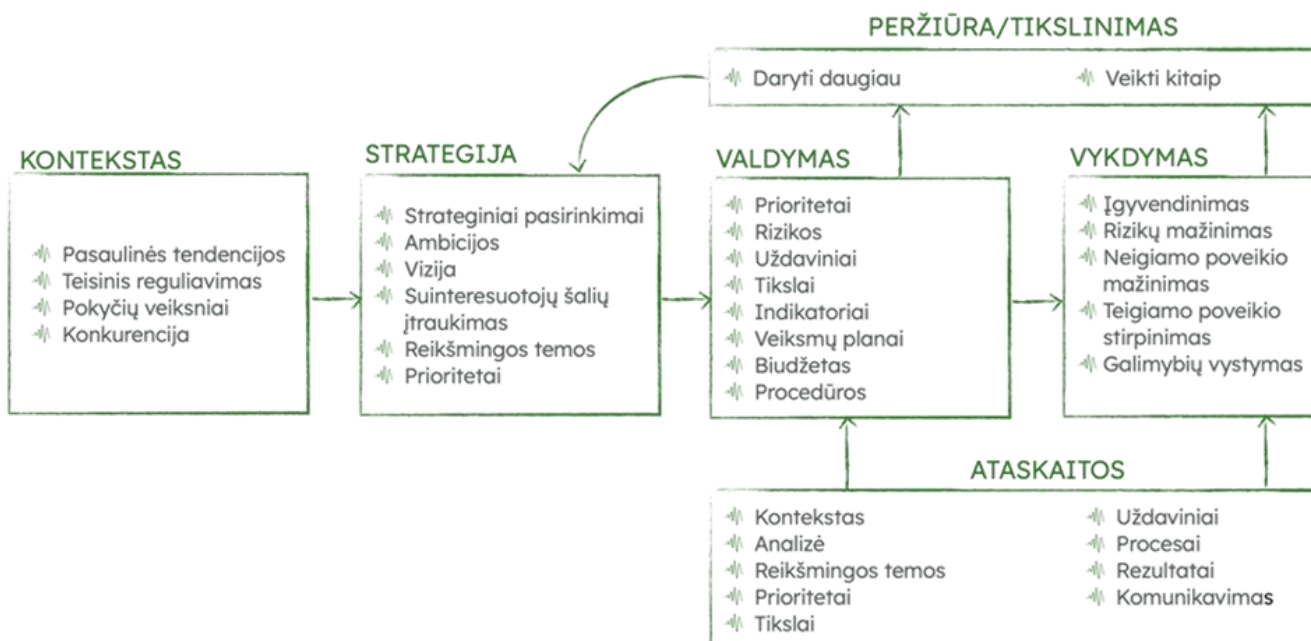 PERŽIŪRA/TIKSLINIMAS
Daryti daugiau
Veikti kitaip
KONTEKSTAS
Pasaulinės tendencijos
Teisinis reguliavimas
Pokyčių veiksniai
Konkurencija
STRATEGIJA
Strateginiai pasirinkimai
Ambicijos
Vizija
Suinteresuotojų šalių
įtraukimas
Reikšmingos temos
Prioritetai
VALDYMAS
Prioritetai
Rizikos
Uždaviniai
Tikslai
Indikatoriai
Veiksmų planai
Biudžetas
Procedūros
VYKDYMAS
Įgyvendinimas
Rizikų mažinimas
Neigiamo poveikio
mažinimas
Teigiamo poveikio
stirpinimas
Galimybių vystymas
ATASKAITOS
Kontekstas
Analizė
Reikšmingos temos
Prioritetai
Tikslai
Uždaviniai
Procesai
Rezultatai
Komunikavimas